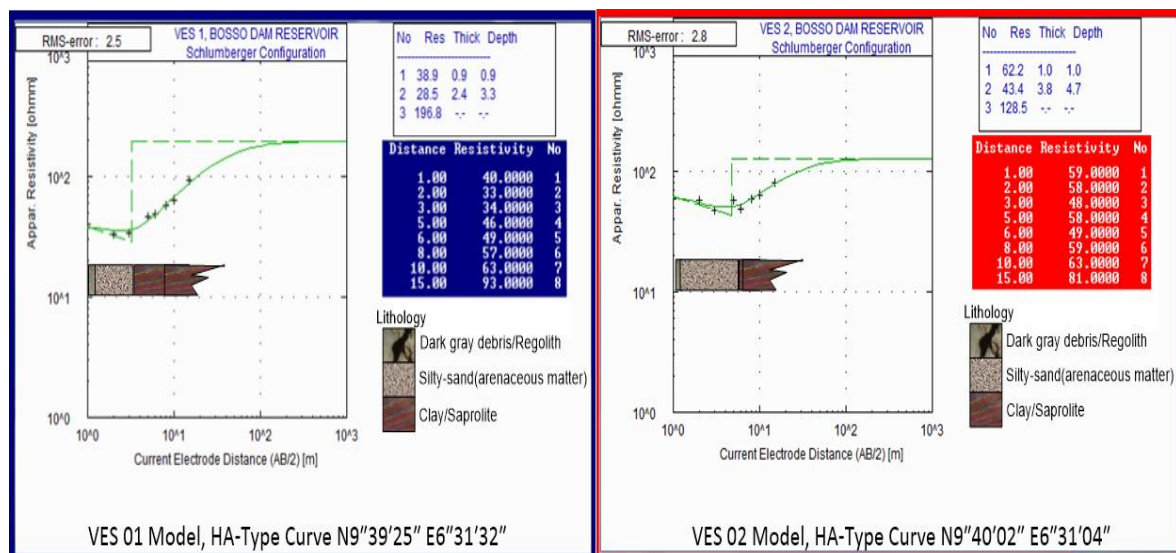 RMS-error : 2.5
VES 1, BOSSO DAM RESERVOIR
Schlumberger Configuration
10^3
10^2
10^1
10^0
Appar. Resistivity [ohmm]
10^0 10^1 10^2 10^3
Current Electrode Distance (AB/2) [m]
No Res Thick Depth
1 38.9 0.9 0.9
2 28.5 2.4 3.3
3 196.8 -.- -.-
Distance Resistivity No
1.00 40.0000 1
2.00 33.0000 2
3.00 34.0000 3
5.00 46.0000 4
6.00 49.0000 5
8.00 57.0000 6
10.00 63.0000 7
15.00 93.0000 8
Lithology
Dark gray debris/Regolith
Silty-sand(arenaceous matter)
Clay/Saprolite
VES 01 Model, HA-Type Curve N9"39'25" E6"31'32"
RMS-error : 2.8
VES 2, BOSSO DAM RESERVOIR
Schlumberger Configuration
10^3
10^2
10^1
10^0
Appar. Resistivity [ohmm]
10^0 10^1 10^2 10^3
Current Electrode Distance (AB/2) [m]
No Res Thick Depth
1 62.2 1.0 1.0
2 43.4 3.8 4.7
3 128.5 -.- -.-
Distance Resistivity No
1.00 59.0000 1
2.00 58.0000 2
3.00 48.0000 3
5.00 58.0000 4
6.00 49.0000 5
8.00 59.0000 6
10.00 63.0000 7
15.00 81.0000 8
Lithology
Dark gray debris/Regolith
Silty-sand(arenaceous matter)
Clay/Saprolite
VES 02 Model, HA-Type Curve N9"40'02" E6"31'04"